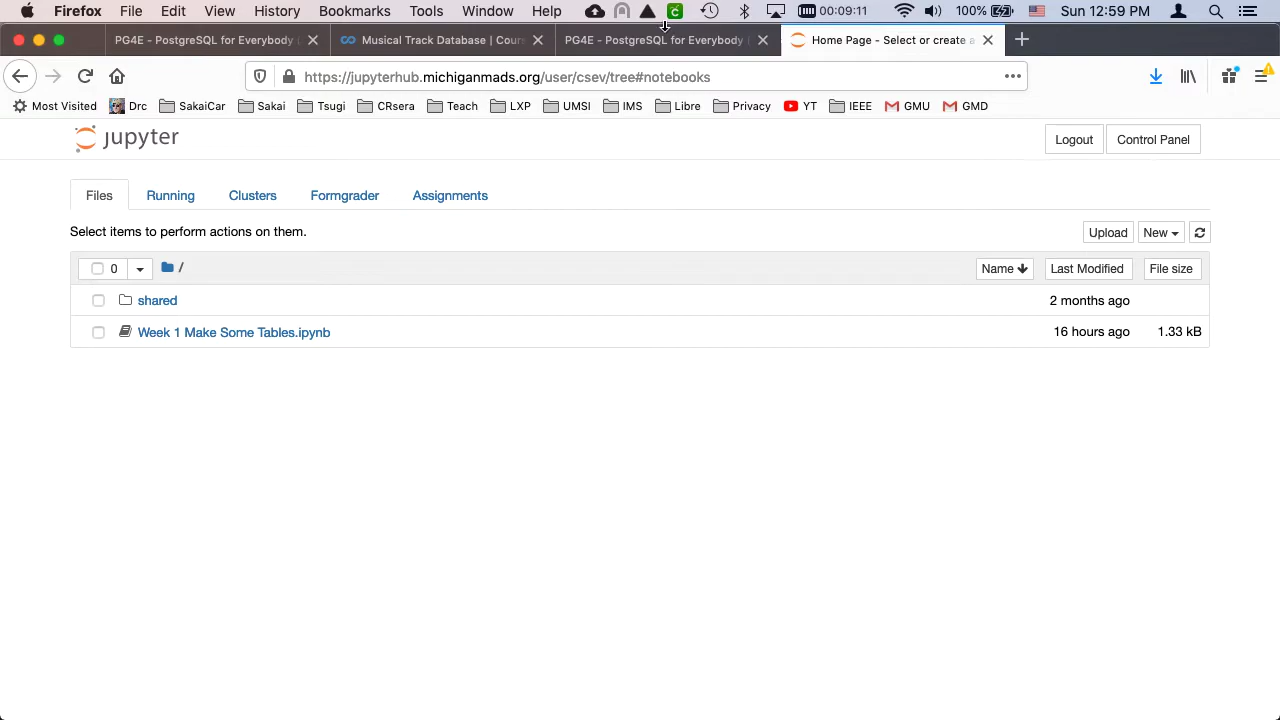 Firefox File Edit View History Bookmarks Tools Window Help 00:09:11 100% Sun 12:59 PM
PG4E - PostgreSQL for Everybody Musical Track Database | Cour PG4E - PostgreSQL for Everybody Home Page - Select or create a
https://jupyterhub.michiganmads.org/user/csev/tree#notebooks
Most Visited Drc SakaiCar Sakai Tsugi CRsera Teach LXP UMSI IMS Libre Privacy YT IEEE GMU GMD
jupyter Logout Control Panel
Files Running Clusters Formgrader Assignments
Select items to perform actions on them. Upload New
0 / Name Last Modified File size
shared 2 months ago
Week 1 Make Some Tables.ipynb 16 hours ago 1.33 kB